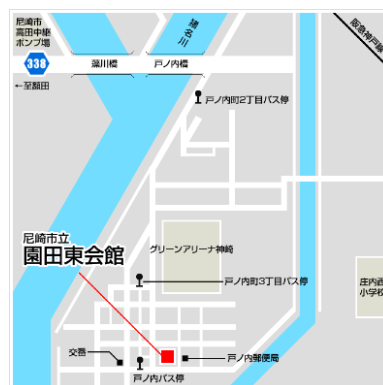 尼崎市
高田中継
ポンプ場
338
←至額田
藻川橋
戸ノ内橋
猪名川
阪急神戸線
戸ノ内町2丁目バス停
尼崎市立
園田東会館
グリーンアリーナ神崎
戸ノ内町3丁目バス停
庄内西
小学校
交番
戸ノ内バス停
戸ノ内郵便局